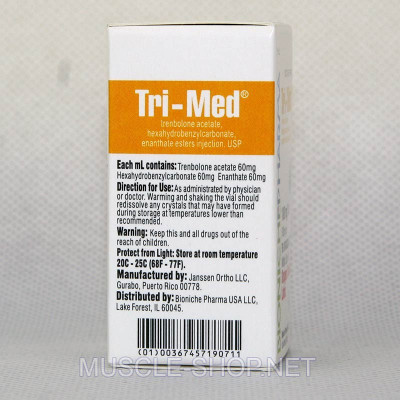 Tri-Med®
trenbolone acetate,
hexahydrobenzylcarbonate,
enanthate esters injection. USP
Each mL contains: Trenbolone acetate 60mg
Hexahydrobenzylcarbonate 60mg Enanthate 60mg
Direction for Use: As administrated by physician
or doctor. Warming and shaking the vial should
redissolve any crystals that may have formed
during storage at temperatures lower than
recommended.
Warning: Keep this and all drugs out of the
reach of children.
Protect from Light: Store at room temperature
20C - 25C (68F - 77F).
Manufactured by: Janssen Ortho LLC,
Gurabo, Puerto Rico 00778.
Distributed by: Bioniche Pharma USA LLC,
Lake Forest, IL 60045.
(01)00367457190711
MUSCLE-SHOP.NET